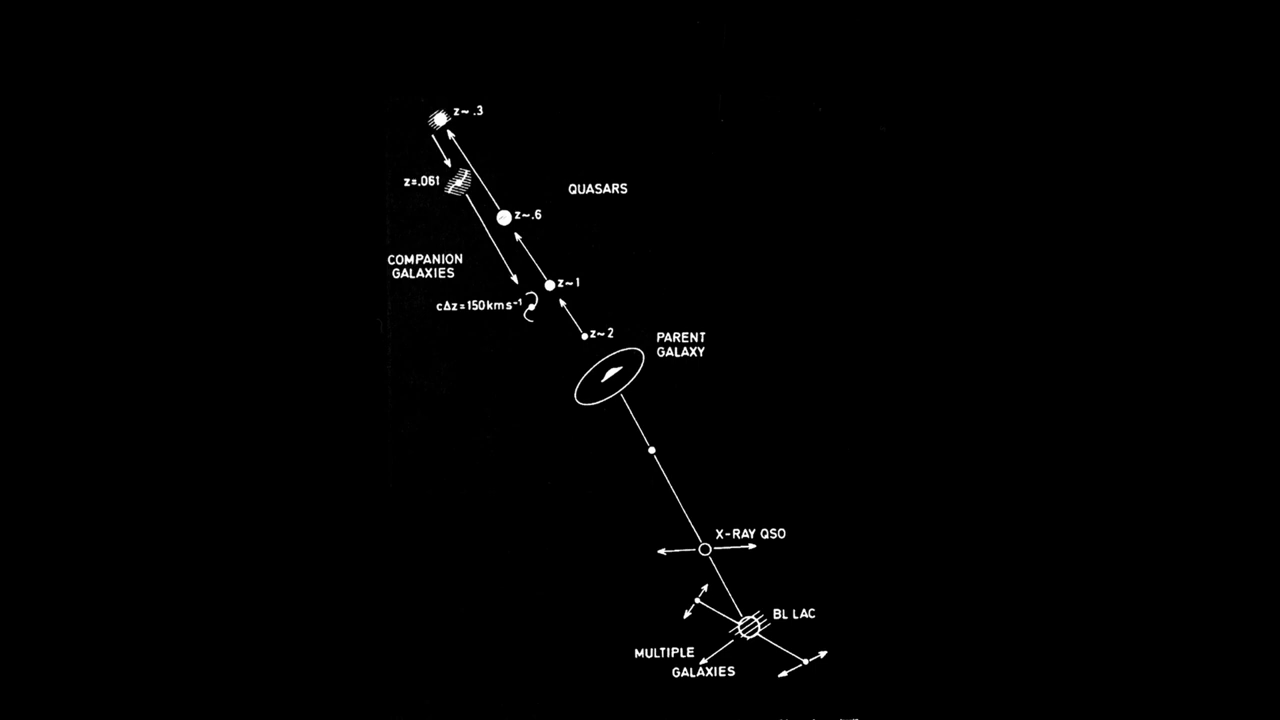 z~ .3
z=.061
QUASARS
z~.6
COMPANION
GALAXIES
z~1
cΔz=150kms⁻¹
z~2
PARENT
GALAXY
X-RAY QSO
BL LAC
MULTIPLE
GALAXIES